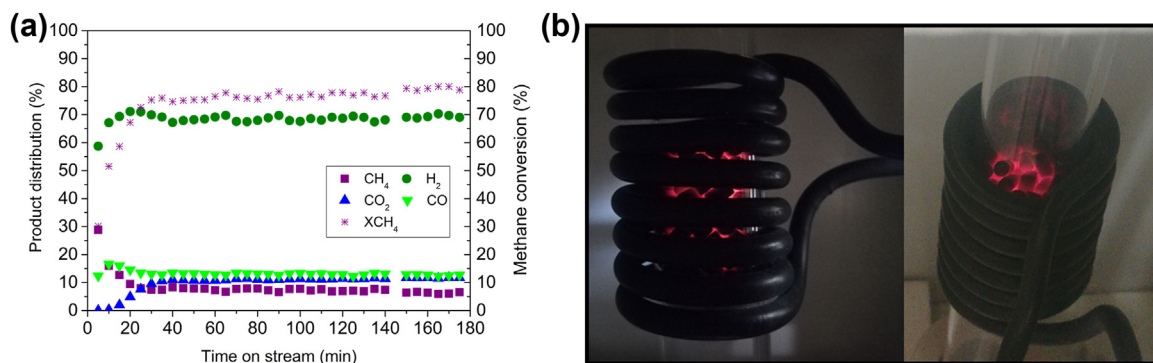 (a)
100
90
80
70
60
50
40
30
20
10
0
Product distribution (%)
0 20 40 60 80 100 120 140 160 180
Time on stream (min)
CH4 H2
CO2 CO
XCH4
100
90
80
70
60
50
40
30
20
10
0
Methane conversion (%)
(b)